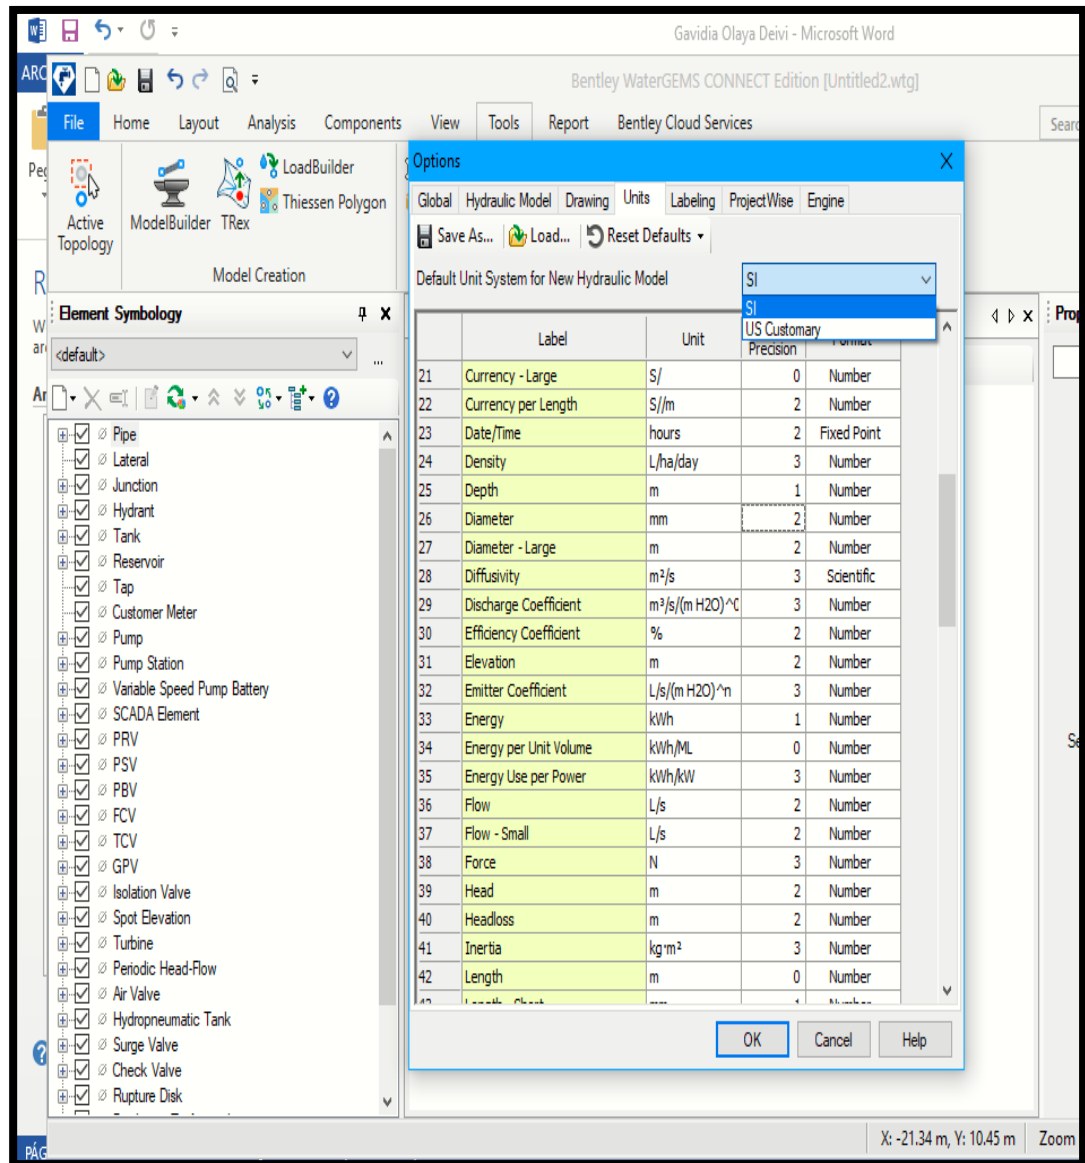 Gavidia Olaya Deivi - Microsoft Word
ARC
Bentley WaterGEMS CONNECT Edition [Untitled2.wtg]
File Home Layout Analysis Components View Tools Report Bentley Cloud Services
Searc
Peg
Active Topology
ModelBuilder
TRex
LoadBuilder
Thiessen Polygon
Model Creation
Element Symbology
<default>
...
Pipe
Lateral
Junction
Hydrant
Tank
Reservoir
Tap
Customer Meter
Pump
Pump Station
Variable Speed Pump Battery
SCADA Element
PRV
PSV
PBV
FCV
TCV
GPV
Isolation Valve
Spot Elevation
Turbine
Periodic Head-Flow
Air Valve
Hydropneumatic Tank
Surge Valve
Check Valve
Rupture Disk
Options
Global Hydraulic Model Drawing Units Labeling ProjectWise Engine
Save As... Load... Reset Defaults
Default Unit System for New Hydraulic Model SI
SI
US Customary
Label Unit Precision
21 Currency - Large S/ 0 Number
22 Currency per Length S//m 2 Number
23 Date/Time hours 2 Fixed Point
24 Density L/ha/day 3 Number
25 Depth m 1 Number
26 Diameter mm 2 Number
27 Diameter - Large m 2 Number
28 Diffusivity m²/s 3 Scientific
29 Discharge Coefficient m³/s/(m H2O)^ 3 Number
30 Efficiency Coefficient % 2 Number
31 Elevation m 2 Number
32 Emitter Coefficient L/s/(m H2O)^n 3 Number
33 Energy kWh 1 Number
34 Energy per Unit Volume kWh/ML 0 Number
35 Energy Use per Power kWh/kW 3 Number
36 Flow L/s 2 Number
37 Flow - Small L/s 2 Number
38 Force N 3 Number
39 Head m 2 Number
40 Headloss m 2 Number
41 Inertia kg·m² 3 Number
42 Length m 0 Number
OK Cancel Help
Prop
Se
X: -21.34 m, Y: 10.45 m Zoom
PÁG